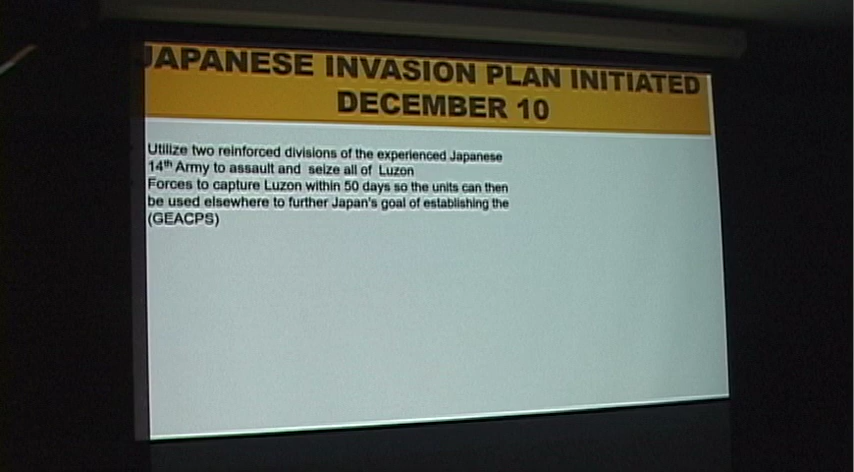 JAPANESE INVASION PLAN INITIATED
DECEMBER 10
Utilize two reinforced divisions of the experienced Japanese
14th Army to assault and seize all of Luzon
Forces to capture Luzon within 50 days so the units can then
be used elsewhere to further Japan's goal of establishing the
(GEACPS)